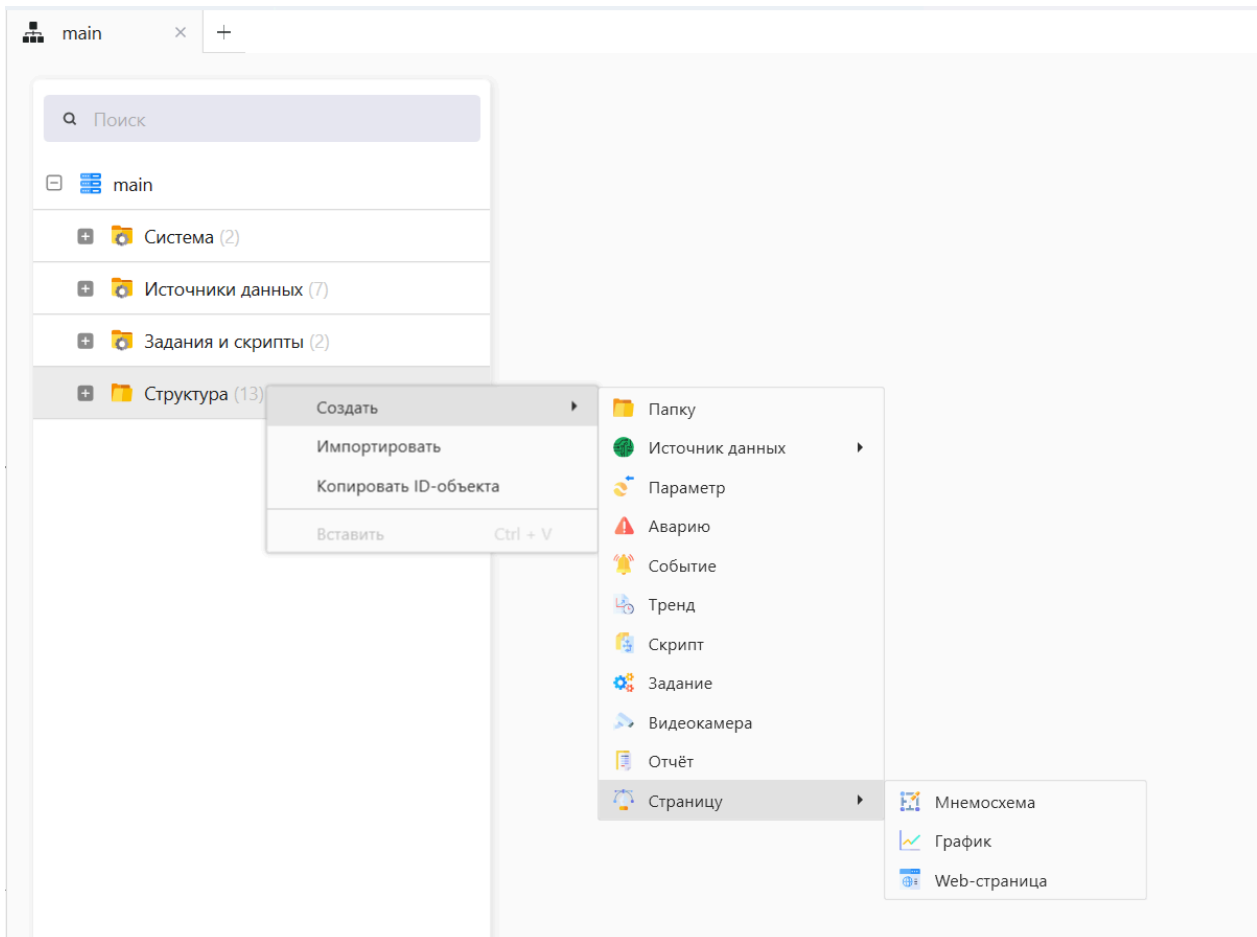 main
Поиск
main
Система (2)
Источники данных (7)
Задания и скрипты (2)
Структура (13)
Создать
Импортировать
Копировать ID-объекта
Вставить Ctrl + V
Папку
Источник данных
Параметр
Аварию
Событие
Тренд
Скрипт
Задание
Видеокамера
Отчёт
Страницу
Мнемосхема
График
Web-страница